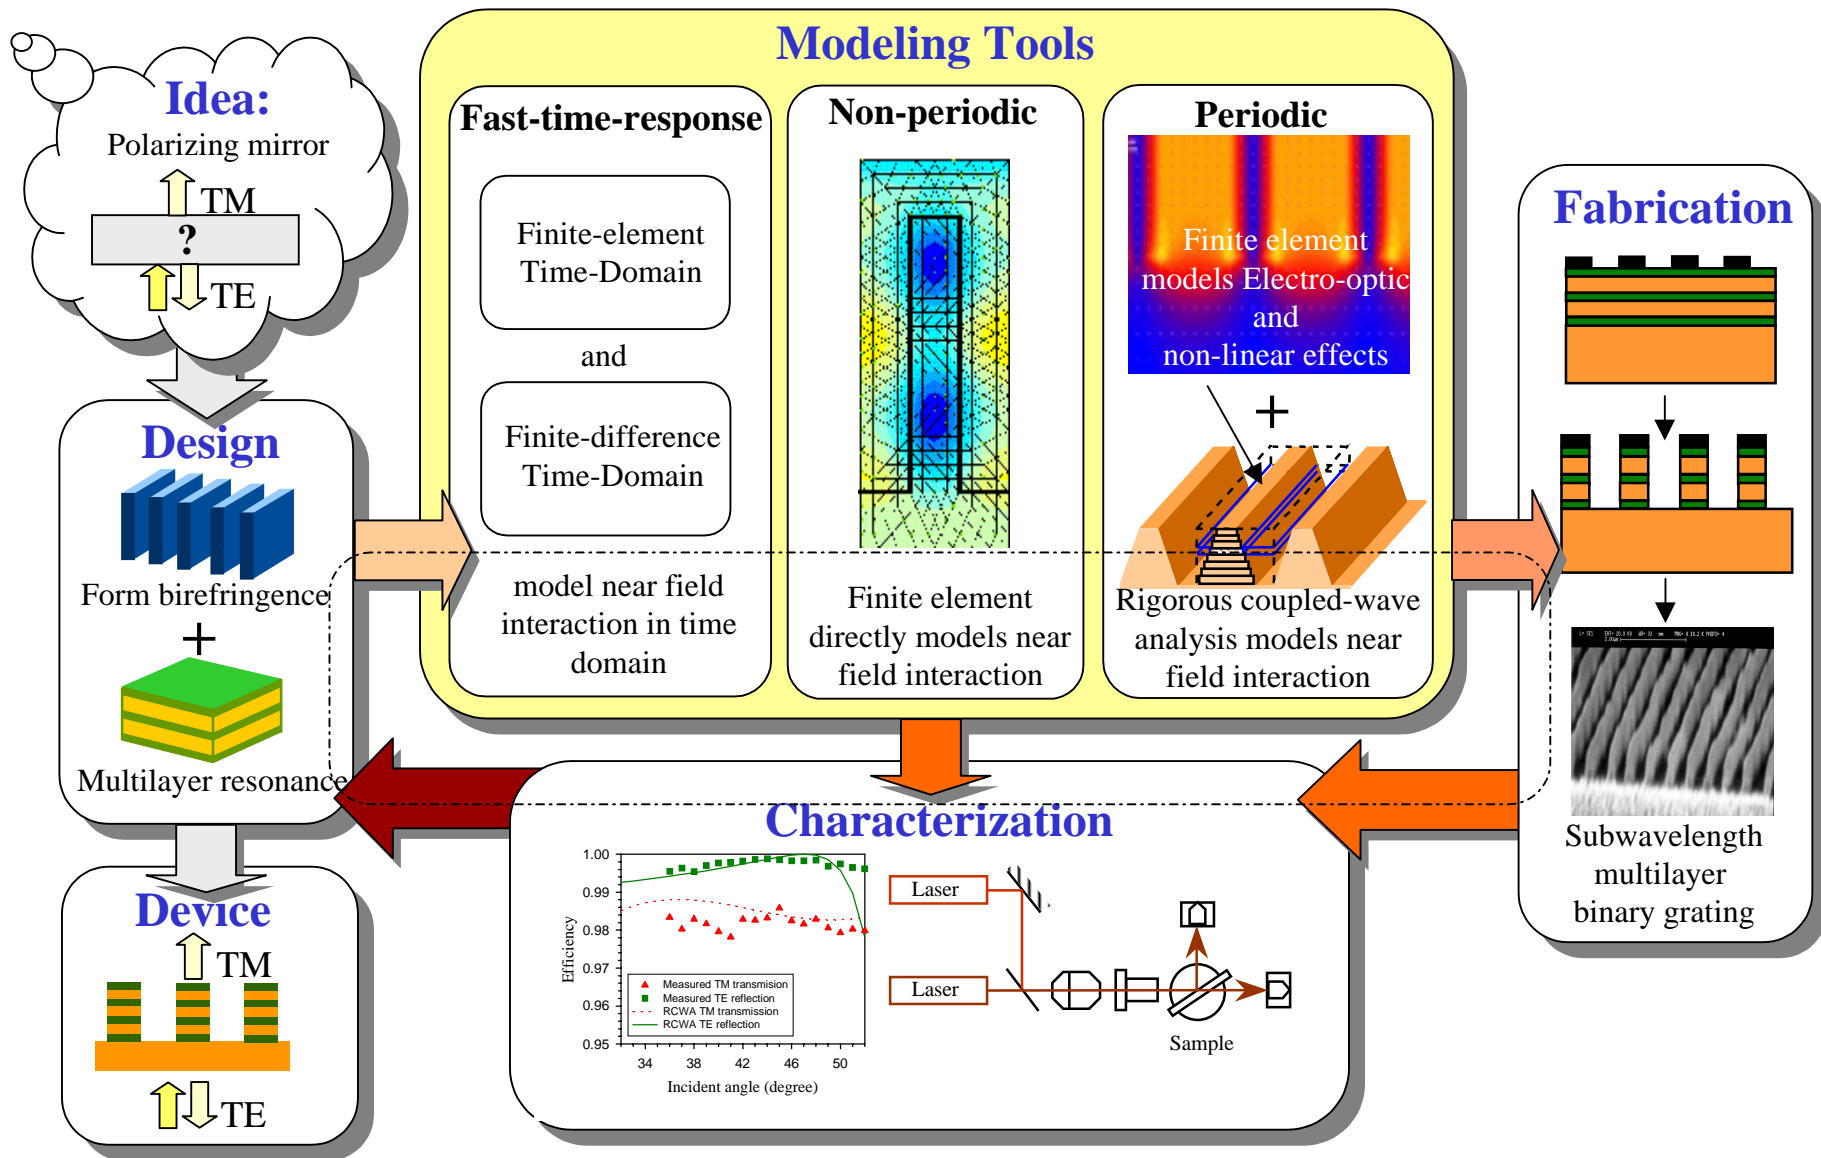 Modeling Tools
Idea:
Polarizing mirror
TM
?
TE
Fast-time-response
Finite-element
Time-Domain
and
Finite-difference
Time-Domain
model near field
interaction in time
domain
Non-periodic
Finite element
directly models near
field interaction
Periodic
Finite element
models Electro-optic
and
non-linear effects
+
Rigorous coupled-wave
analysis models near
field interaction
Fabrication
Subwavelength
multilayer
binary grating
Design
Form birefringence
+
Multilayer resonance
Device
TM
TE
Characterization
1.00
0.99
0.98
0.97
0.96
0.95
Efficiency
Measured TM transmision
Measured TE reflection
RCWA TM transmission
RCWA TE reflection
34 38 42 46 50
Incident angle (degree)
Laser
Laser
Sample